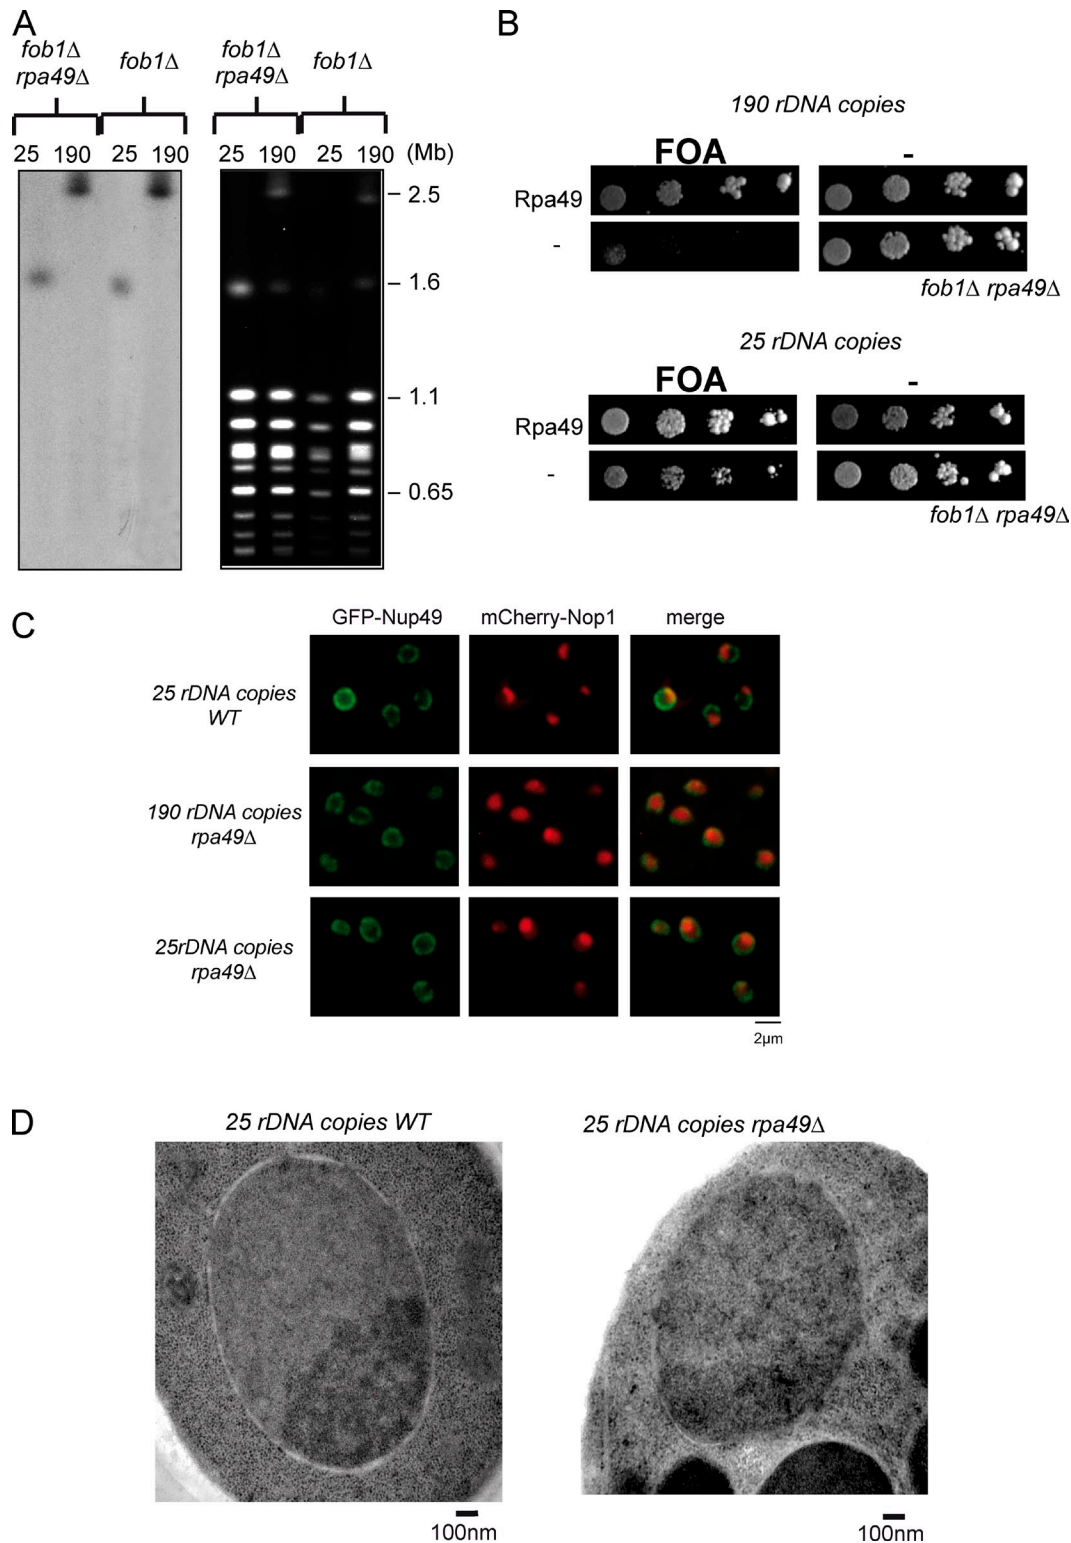 A
fob1Δ
rpa49Δ
fob1Δ
fob1Δ
rpa49Δ
fob1Δ
25 190 25 190
25 190 25 190 (Mb)
– 2.5
– 1.6
– 1.1
– 0.65
B
190 rDNA copies
FOA -
Rpa49
-
fob1Δ rpa49Δ
25 rDNA copies
FOA -
Rpa49
-
fob1Δ rpa49Δ
C
GFP-Nup49 mCherry-Nop1 merge
25 rDNA copies
WT
190 rDNA copies
rpa49Δ
25rDNA copies
rpa49Δ
2µm
D
25 rDNA copies WT
25 rDNA copies rpa49Δ
100nm
100nm